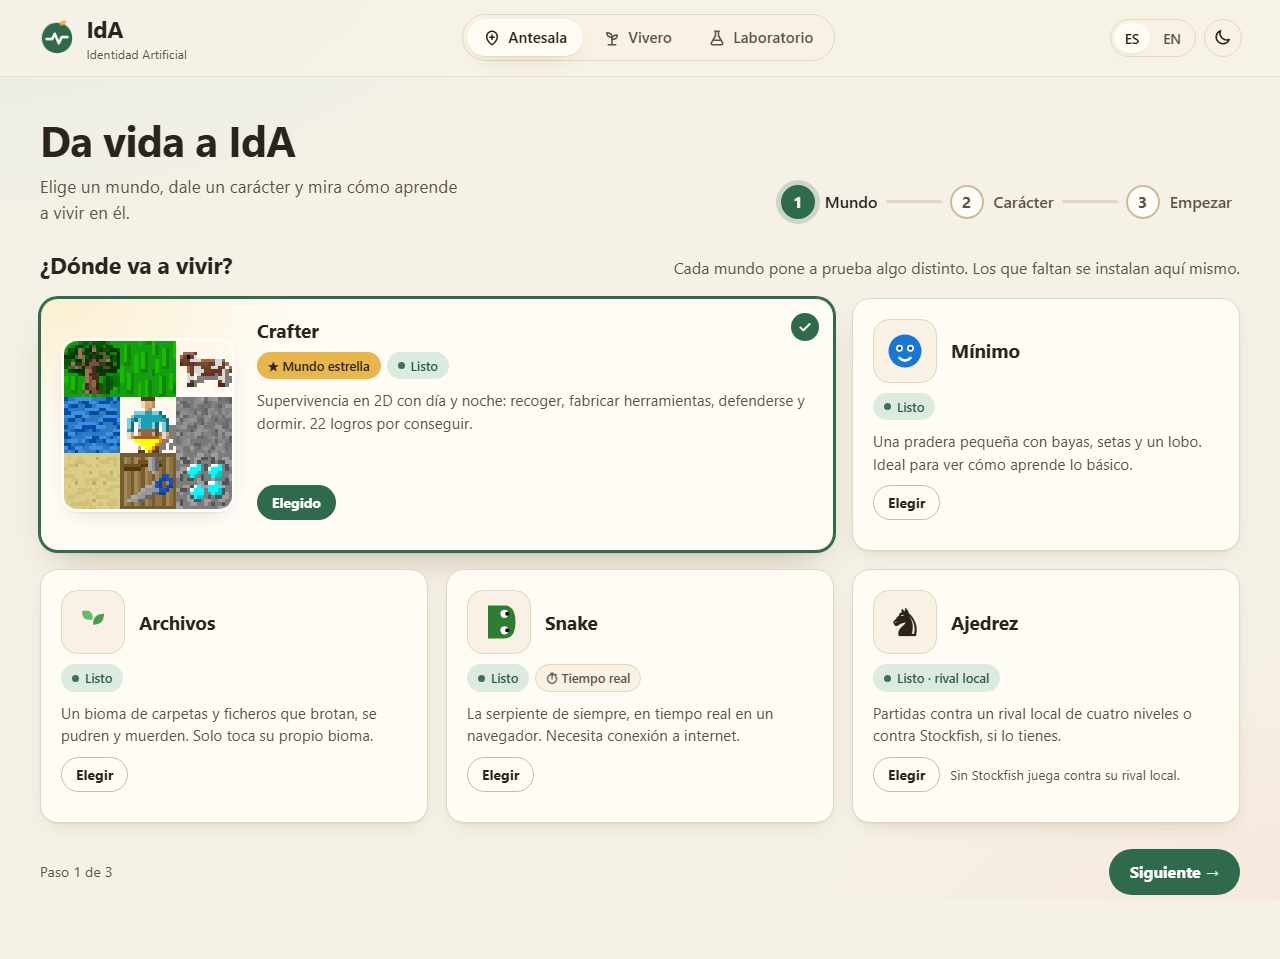 IdA
Identidad Artificial
Antesala
Vivero
Laboratorio
ES
EN
Da vida a IdA
Elige un mundo, dale un carácter y mira cómo aprende
a vivir en él.
1 Mundo
2 Carácter
3 Empezar
¿Dónde va a vivir?
Cada mundo pone a prueba algo distinto. Los que faltan se instalan aquí mismo.
Crafter
★ Mundo estrella
Listo
Supervivencia en 2D con día y noche: recoger, fabricar herramientas, defenderse y
dormir. 22 logros por conseguir.
Elegido
Mínimo
Listo
Una pradera pequeña con bayas, setas y un lobo.
Ideal para ver cómo aprende lo básico.
Elegir
Archivos
Listo
Un bioma de carpetas y ficheros que brotan, se
pudren y muerden. Solo toca su propio bioma.
Elegir
Snake
Listo
⏱ Tiempo real
La serpiente de siempre, en tiempo real en un
navegador. Necesita conexión a internet.
Elegir
Ajedrez
Listo · rival local
Partidas contra un rival local de cuatro niveles o
contra Stockfish, si lo tienes.
Elegir
Sin Stockfish juega contra su rival local.
Paso 1 de 3
Siguiente →